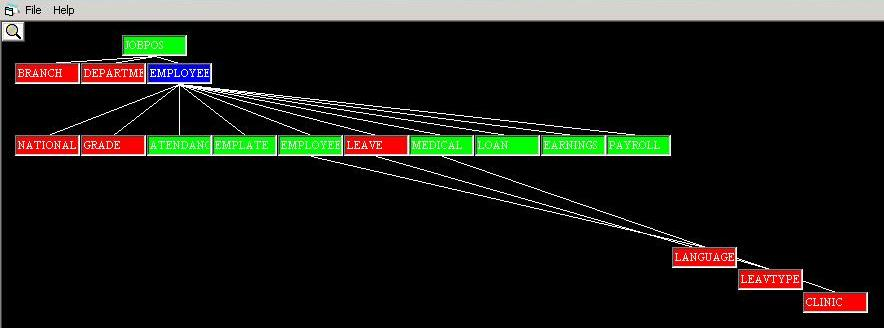 File Help
JOBPOS
BRANCH DEPARTME EMPLOYEE
NATIONAL GRADE ATENDANC EMPLATE EMPLOYEE LEAVE MEDICAL LOAN EARNINGS PAYROLL
LANGUAGE
LEAVTYPE
CLINIC